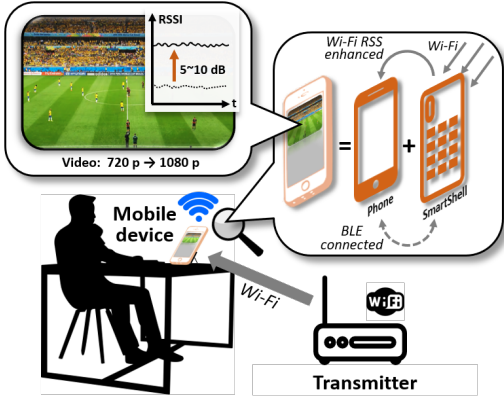 RSSI
5~10 dB
t
Video: 720 p → 1080 p
Wi-Fi RSS
enhanced
Wi-Fi
=
+
Phone
SmartShell
BLE
connected
Mobile
device
Wi-Fi
WiFi
Transmitter